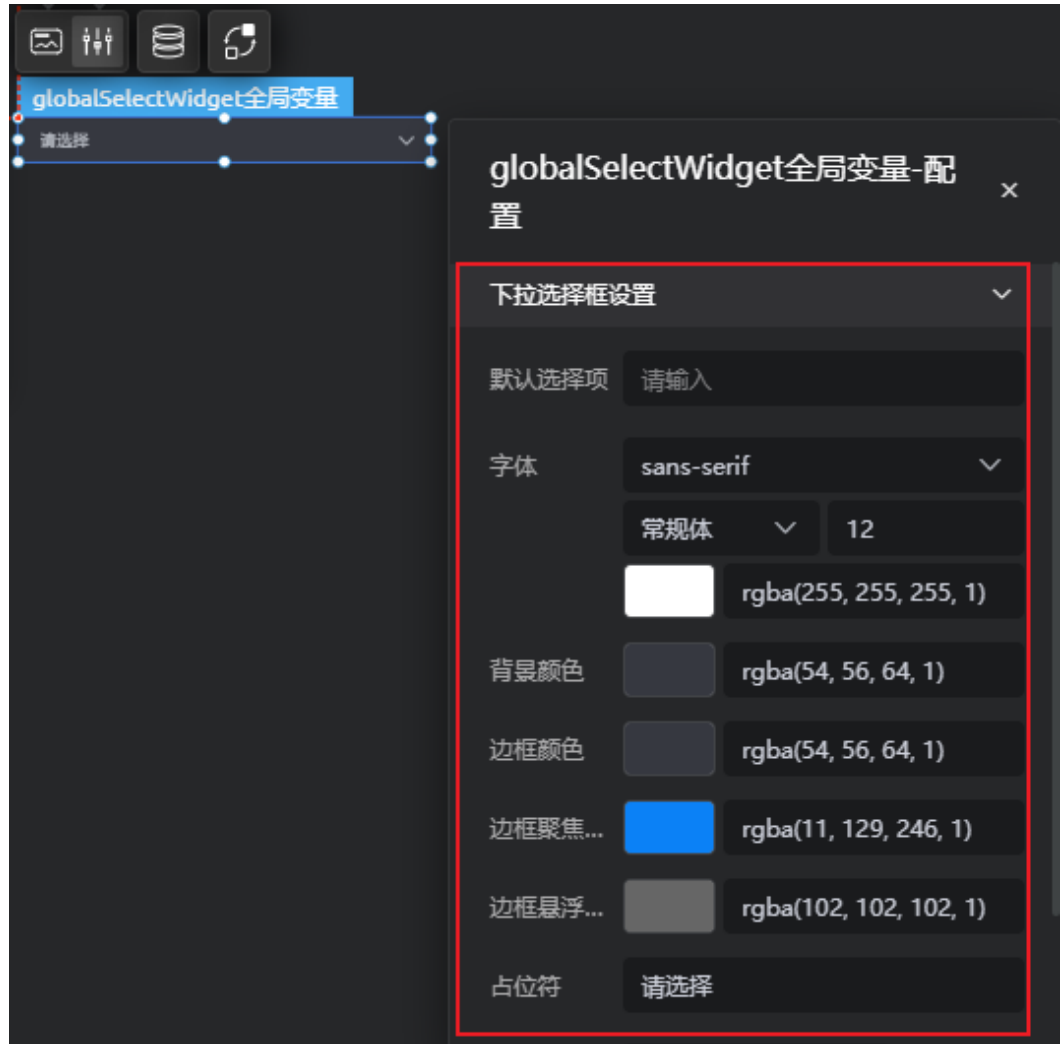 globalSelectWidget全局变量
请选择
globalSelectWidget全局变量-配
置
下拉选择框设置
默认选择项 请输入
字体 sans-serif
常规体 12
rgba(255, 255, 255, 1)
背景颜色 rgba(54, 56, 64, 1)
边框颜色 rgba(54, 56, 64, 1)
边框聚焦... rgba(11, 129, 246, 1)
边框悬浮... rgba(102, 102, 102, 1)
占位符 请选择